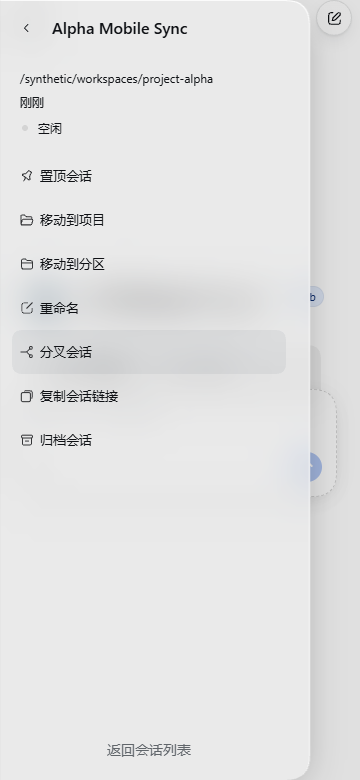 Alpha Mobile Sync
/synthetic/workspaces/project-alpha
刚刚
空闲
置顶会话
移动到项目
移动到分区
重命名
分叉会话
复制会话链接
归档会话
返回会话列表